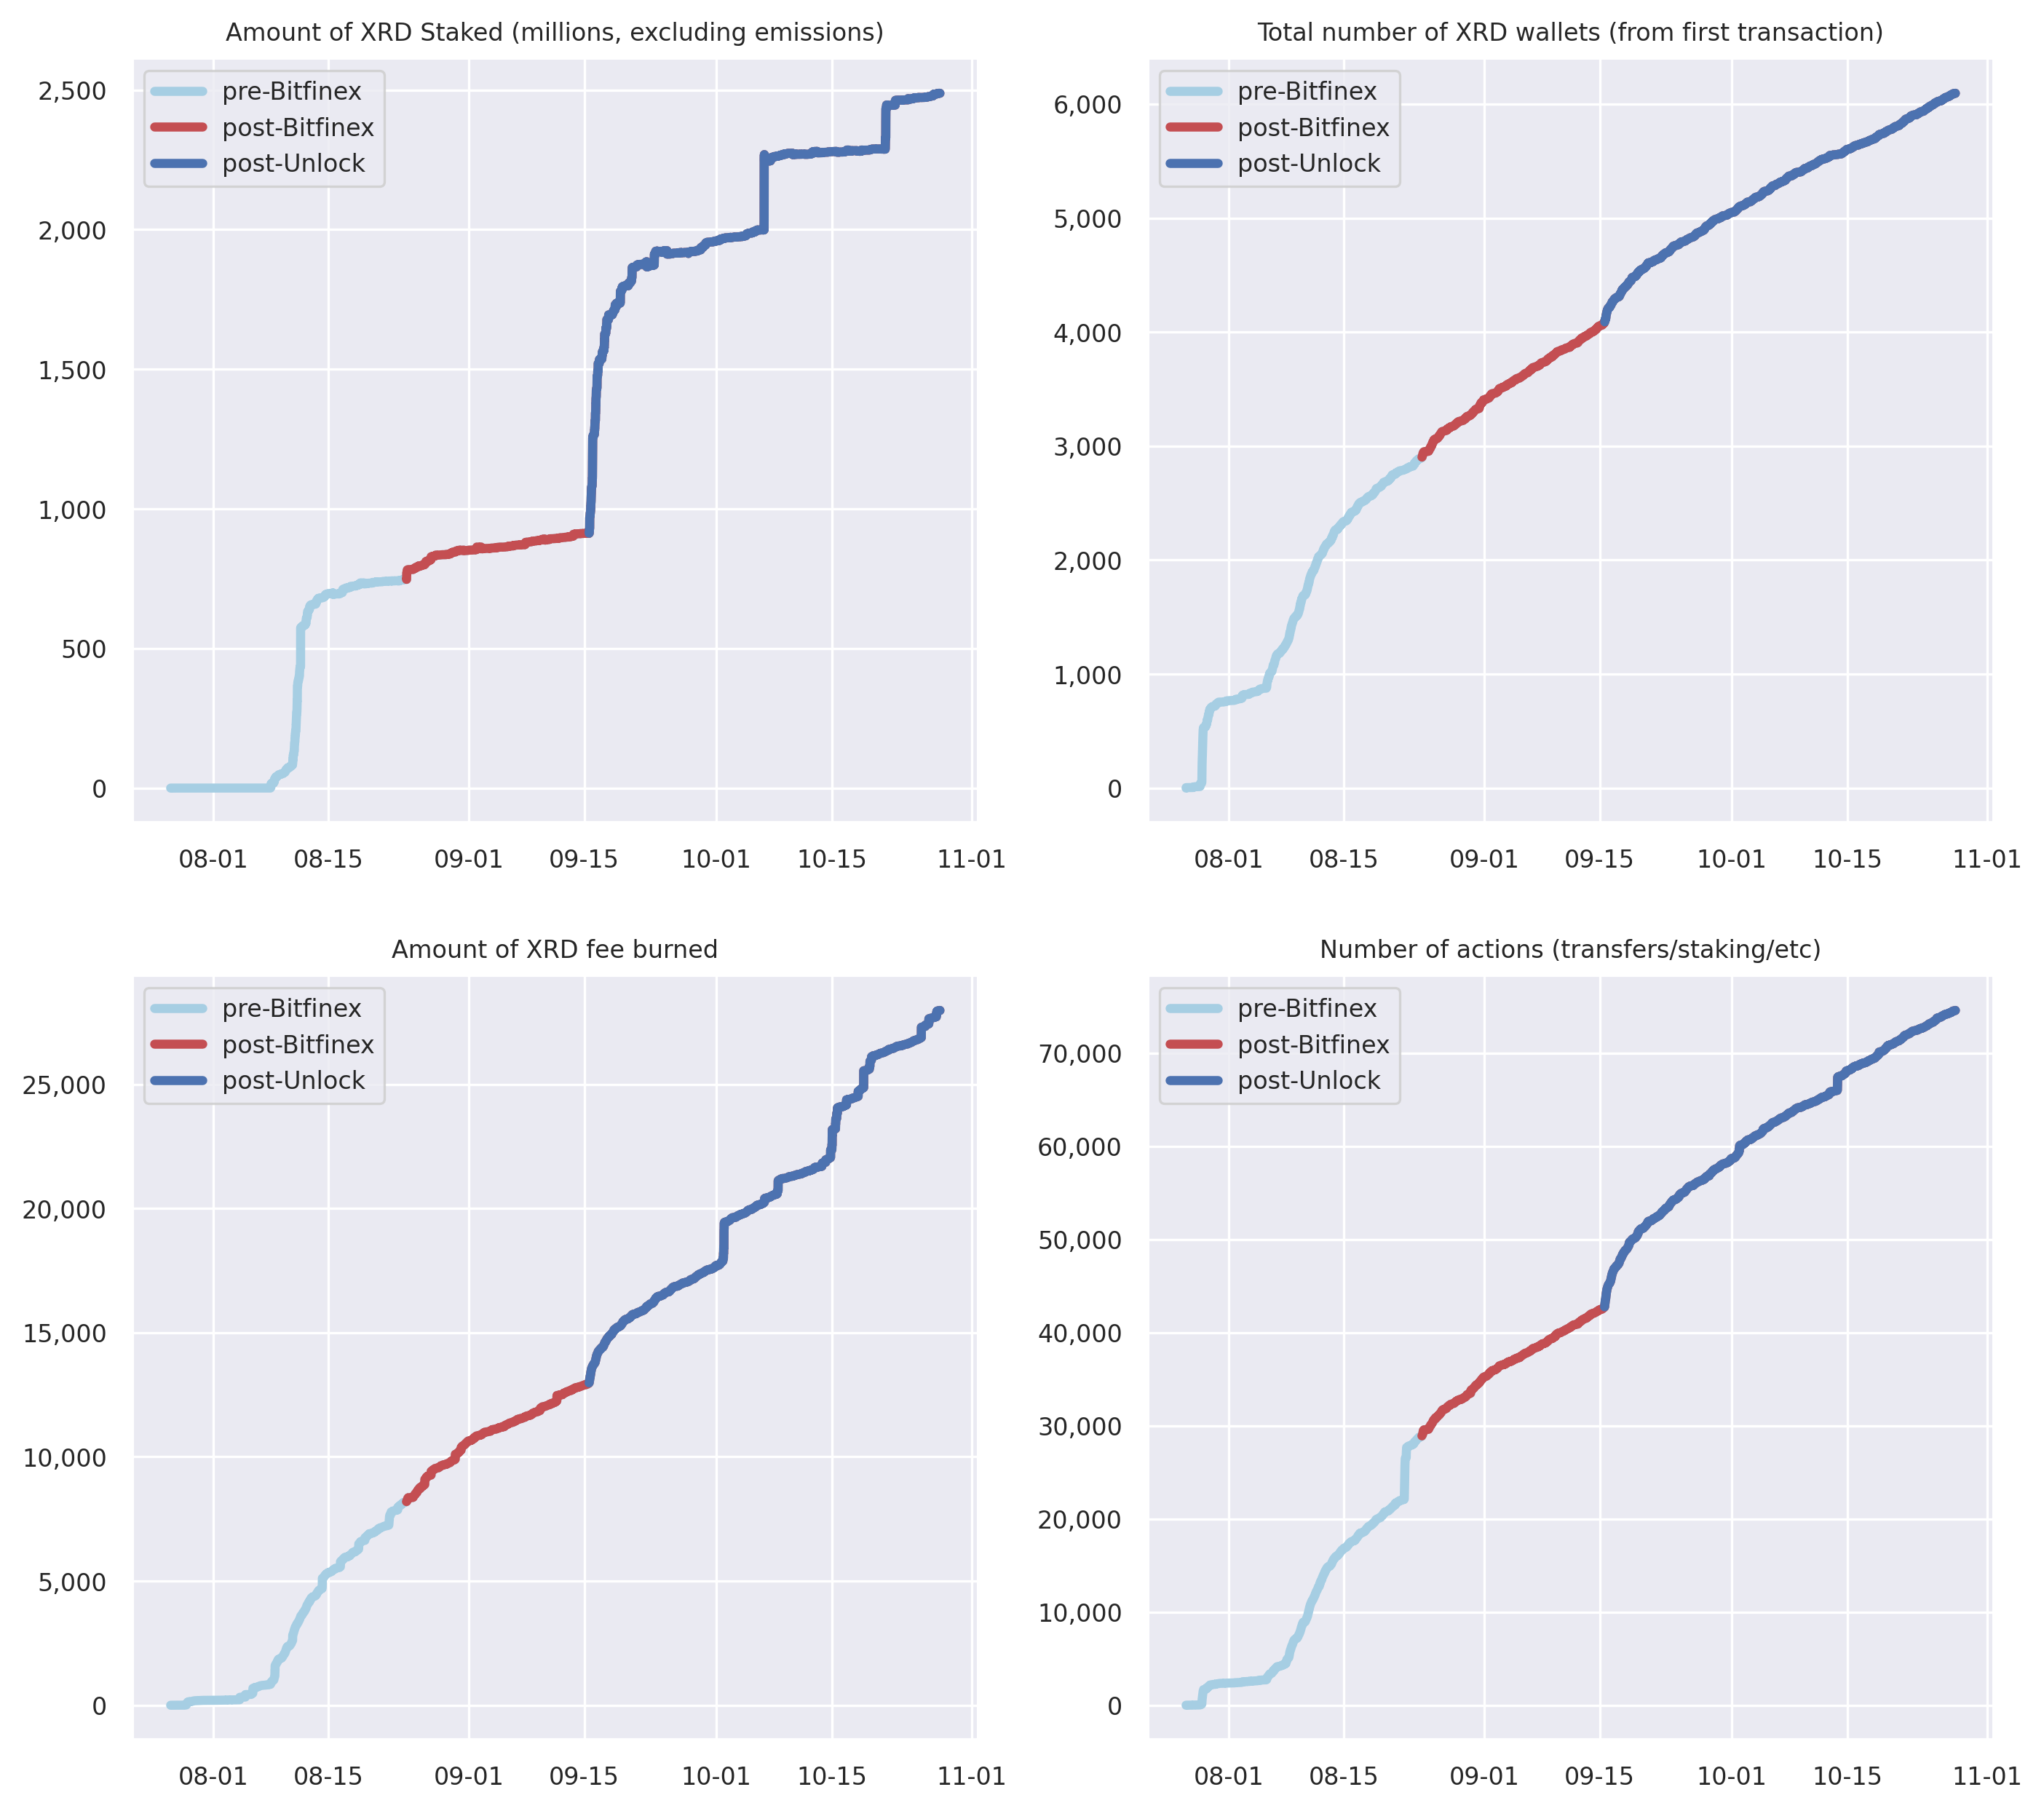 Amount of XRD Staked (millions, excluding emissions)
pre-Bitfinex
post-Bitfinex
post-Unlock
2,500
2,000
1,500
1,000
500
0
08-01 08-15 09-01 09-15 10-01 10-15 11-01
Total number of XRD wallets (from first transaction)
pre-Bitfinex
post-Bitfinex
post-Unlock
6,000
5,000
4,000
3,000
2,000
1,000
0
08-01 08-15 09-01 09-15 10-01 10-15 11-01
Amount of XRD fee burned
pre-Bitfinex
post-Bitfinex
post-Unlock
25,000
20,000
15,000
10,000
5,000
0
08-01 08-15 09-01 09-15 10-01 10-15 11-01
Number of actions (transfers/staking/etc)
pre-Bitfinex
post-Bitfinex
post-Unlock
70,000
60,000
50,000
40,000
30,000
20,000
10,000
0
08-01 08-15 09-01 09-15 10-01 10-15 11-01